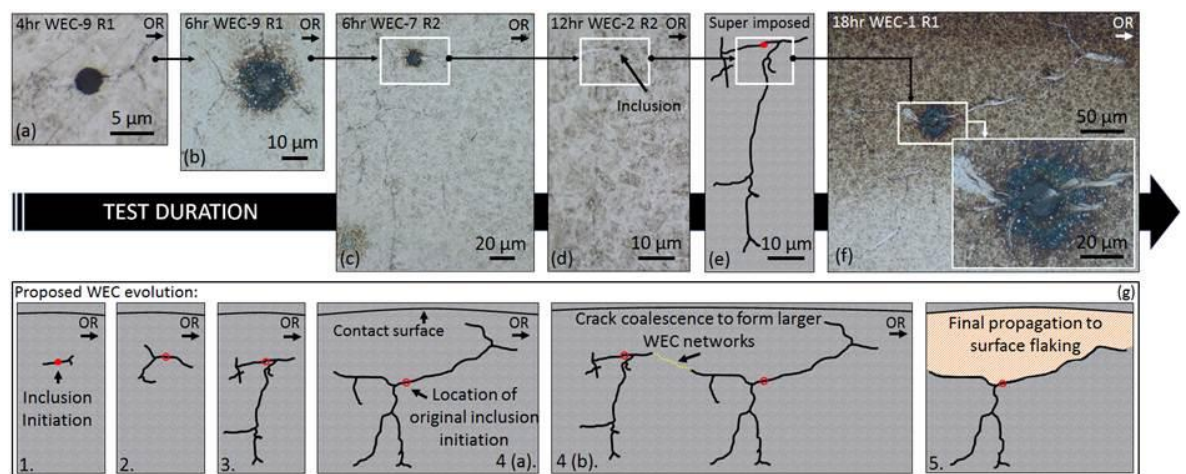 4hr WEC-9 R1 OR
5 µm
(a)
6hr WEC-9 R1 OR
10 µm
(b)
6hr WEC-7 R2 OR
20 µm
(c)
12hr WEC-2 R2 OR
Inclusion
10 µm
(d)
Super imposed
10 µm
(e)
18hr WEC-1 R1 OR
50 µm
20 µm
(f)
TEST DURATION
Proposed WEC evolution:
(g)
OR
Inclusion
Initiation
1.
OR
2.
OR
3.
OR
Contact surface
Location of
original inclusion
initiation
4 (a).
Crack coalescence to form larger
WEC networks
OR
4 (b).
Final propagation to
surface flaking
5.